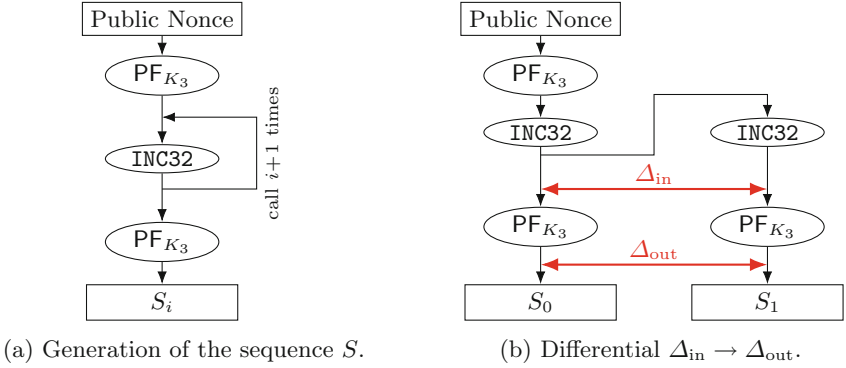 Public Nonce
PF_{K_3}
INC32
call i+1 times
PF_{K_3}
S_i
(a) Generation of the sequence S.
Public Nonce
PF_{K_3}
INC32
INC32
Δ_in
PF_{K_3}
PF_{K_3}
Δ_out
S_0
S_1
(b) Differential Δ_in → Δ_out.